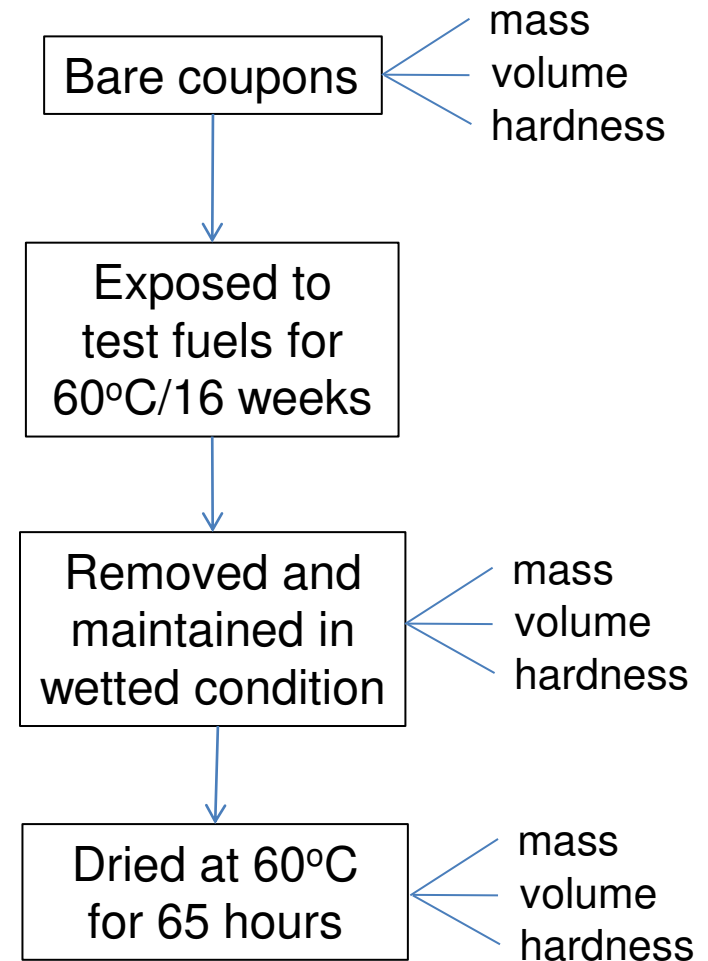 Bare coupons
mass
volume
hardness
Exposed to
test fuels for
60ºC/16 weeks
Removed and
maintained in
wetted condition
mass
volume
hardness
Dried at 60ºC
for 65 hours
mass
volume
hardness